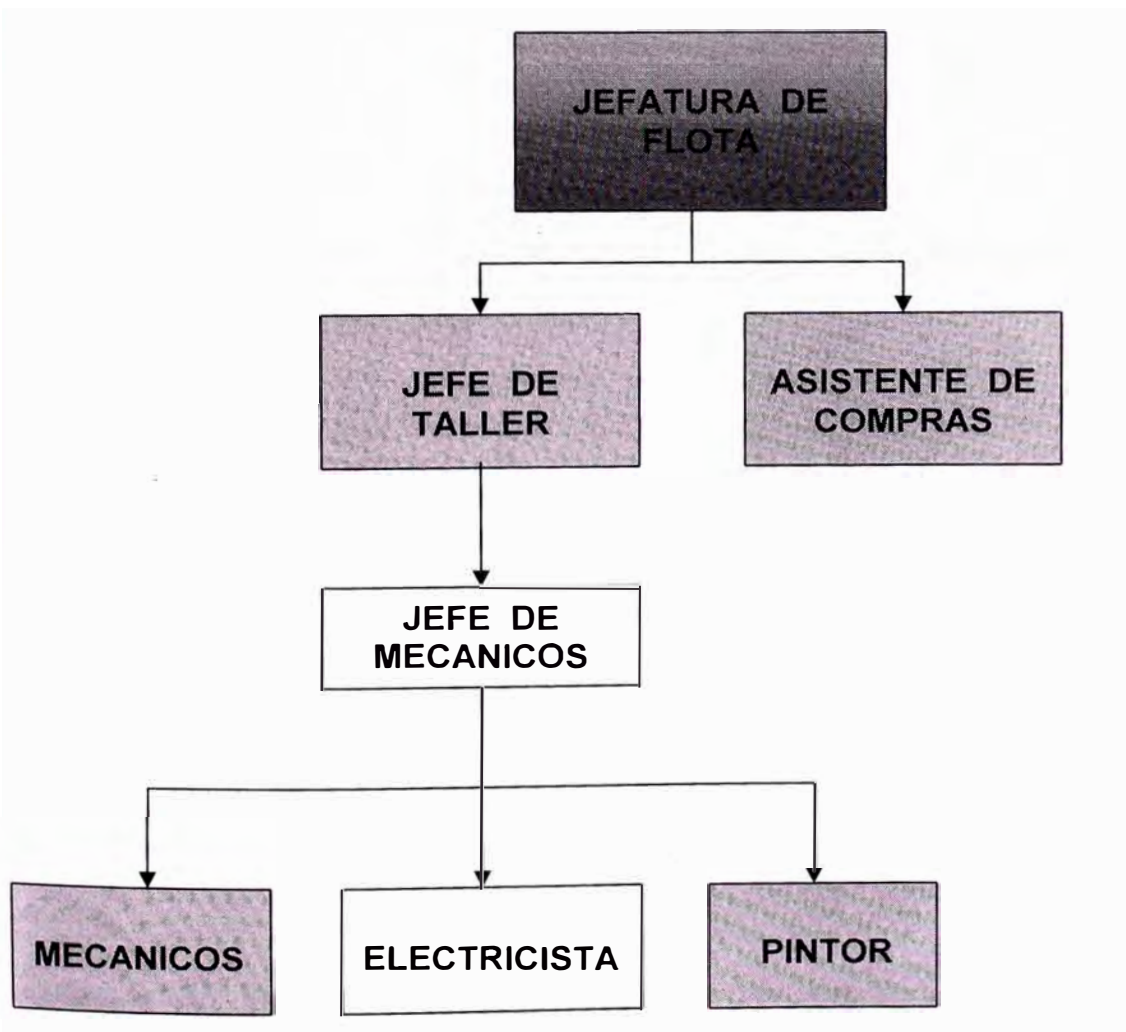 JEFATURA DE
FLOTA
JEFE DE
TALLER
ASISTENTE DE
COMPRAS
JEFE DE
MECANICOS
MECANICOS
ELECTRICISTA
PINTOR